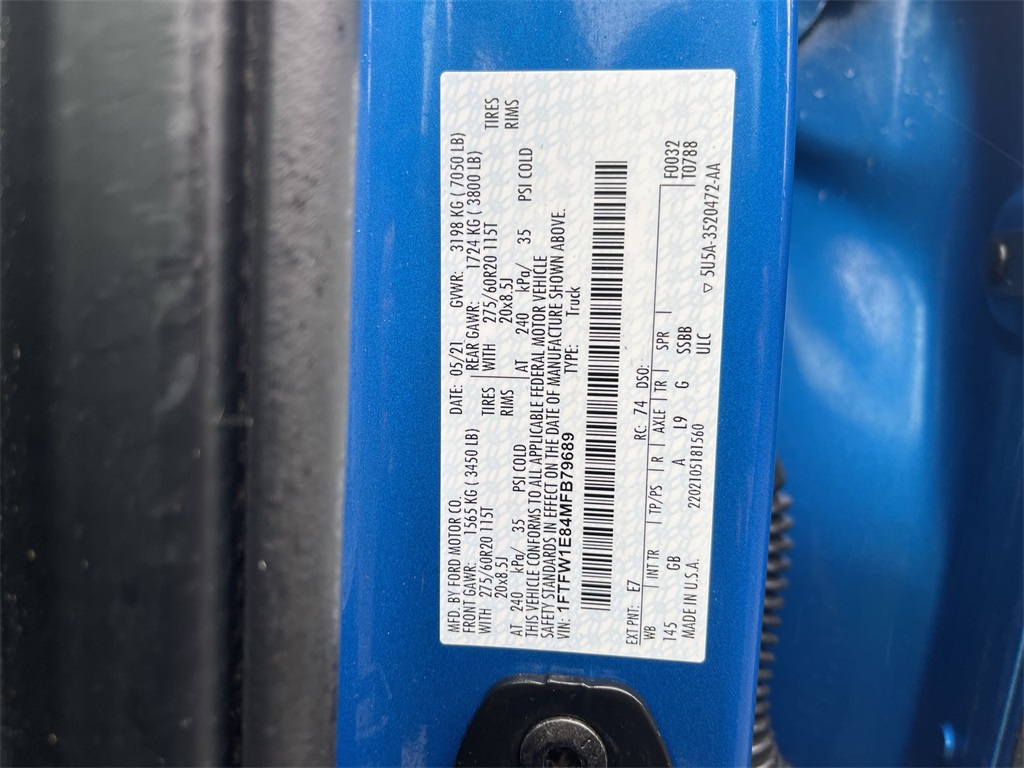 MFD. BY FORD MOTOR CO.
DATE: 05/21 GVWR: 3198 KG ( 7050 LB)
FRONT GAWR: 1565 KG ( 3450 LB) REAR GAWR: 1724 KG ( 3800 LB)
WITH 275/60R20 115T TIRES WITH 275/60R20 115T TIRES
20x8.5J RIMS 20x8.5J RIMS
AT 240 kPa/ 35 PSI COLD AT 240 kPa/ 35 PSI COLD
THIS VEHICLE CONFORMS TO ALL APPLICABLE FEDERAL MOTOR VEHICLE
SAFETY STANDARDS IN EFFECT ON THE DATE OF MANUFACTURE SHOWN ABOVE.
VIN: 1FTFW1E84MFB79689 TYPE: Truck
EXT PNT: E7 RC: 74 DSO: F0032
WB | INT TR | TP/PS | R | AXLE | TR | SPR | T0788
145 GB A L9 G SSBB
MADE IN U.S.A. 2202105181560 ULC ▽ 5U5A-3520472-AA